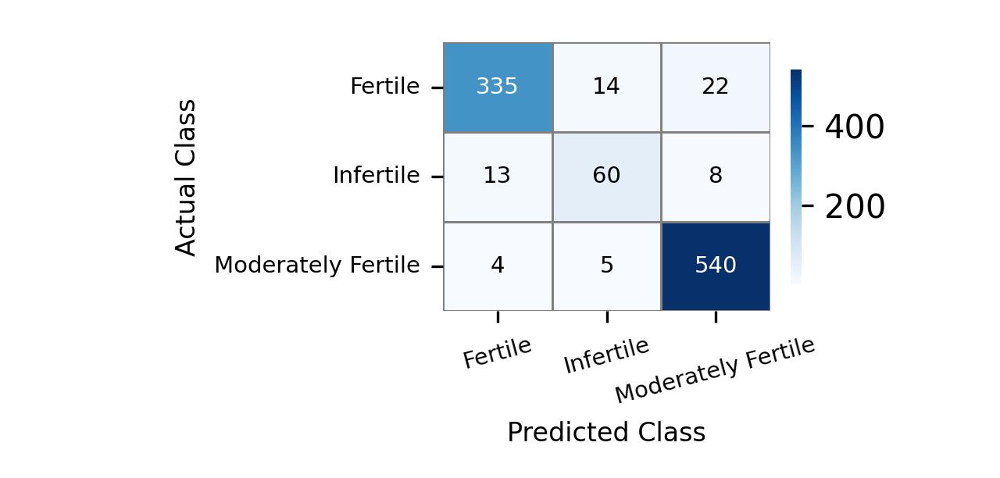 Actual Class
Fertile 335 14 22
Infertile 13 60 8
Moderately Fertile 4 5 540
Fertile Infertile Moderately Fertile
Predicted Class
400
200